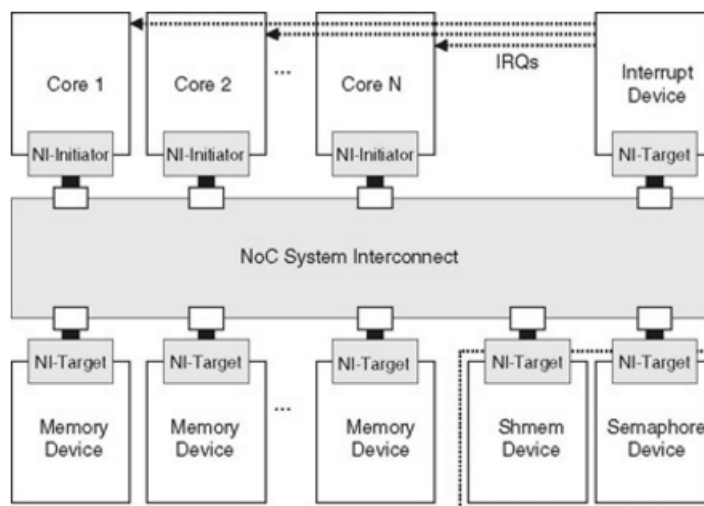 IRQs
Core 1
Core 2
...
Core N
Interrupt
Device
NI-Initiator
NI-Initiator
NI-Initiator
NI-Target
NoC System Interconnect
NI-Target
NI-Target
NI-Target
NI-Target
NI-Target
Memory
Device
Memory
Device
...
Memory
Device
Shmem
Device
Semaphore
Device